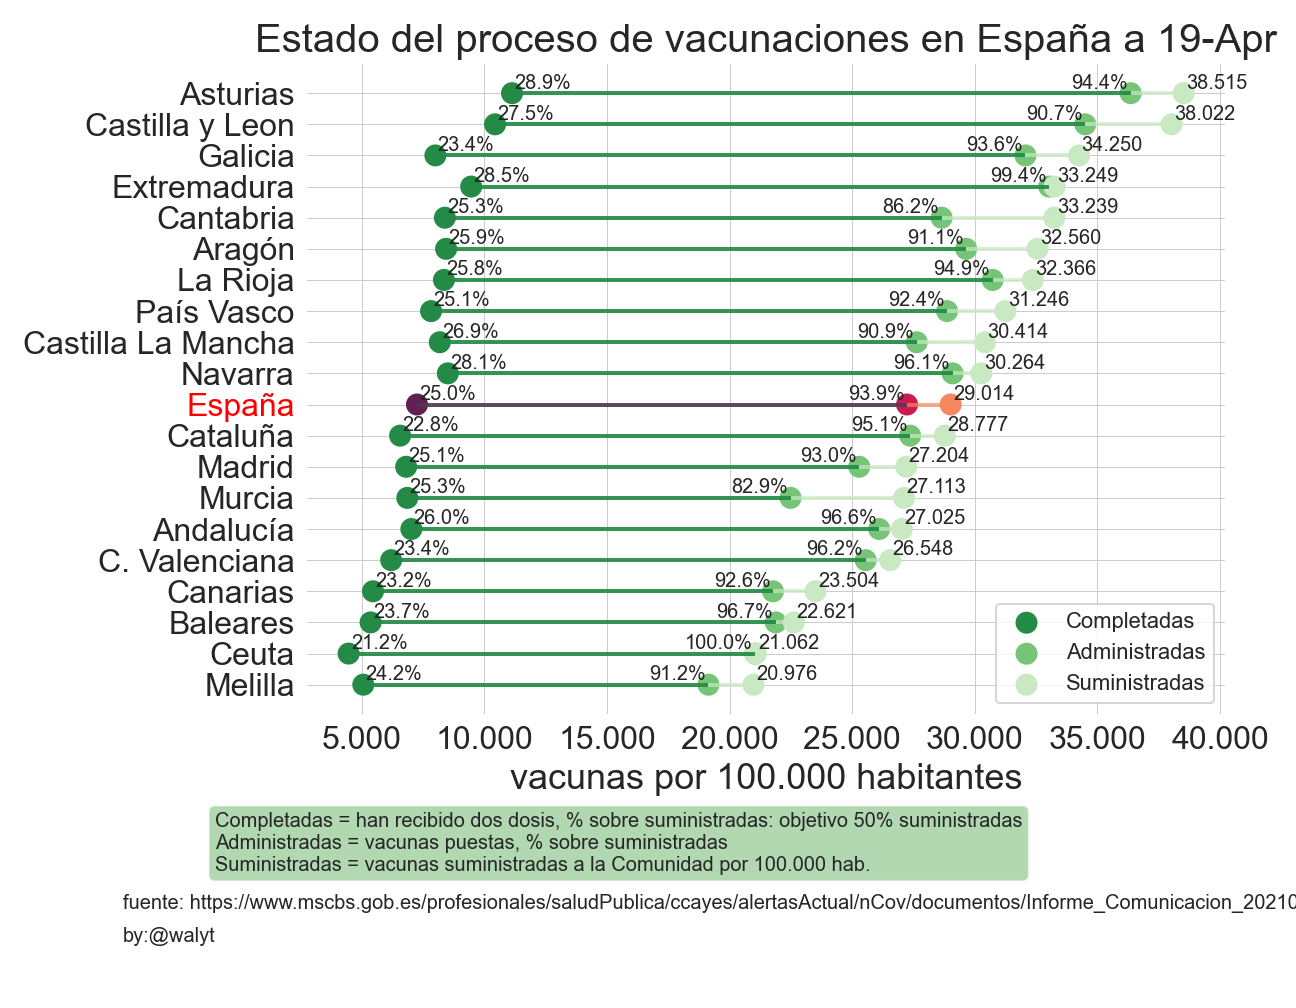 Estado del proceso de vacunaciones en España a 19-Apr
Asturias 28.9% 94.4% 38.515
Castilla y Leon 27.5% 90.7% 38.022
Galicia 23.4% 93.6% 34.250
Extremadura 28.5% 99.4% 33.249
Cantabria 25.3% 86.2% 33.239
Aragón 25.9% 91.1% 32.560
La Rioja 25.8% 94.9% 32.366
País Vasco 25.1% 92.4% 31.246
Castilla La Mancha 26.9% 90.9% 30.414
Navarra 28.1% 96.1% 30.264
España 25.0% 93.9% 29.014
Cataluña 22.8% 95.1% 28.777
Madrid 25.1% 93.0% 27.204
Murcia 25.3% 82.9% 27.113
Andalucía 26.0% 96.6% 27.025
C. Valenciana 23.4% 96.2% 26.548
Canarias 23.2% 92.6% 23.504
Baleares 23.7% 96.7% 22.621
Ceuta 21.2% 100.0% 21.062
Melilla 24.2% 91.2% 20.976
Completadas
Administradas
Suministradas
5.000 10.000 15.000 20.000 25.000 30.000 35.000 40.000
vacunas por 100.000 habitantes
Completadas = han recibido dos dosis, % sobre suministradas: objetivo 50% suministradas
Administradas = vacunas puestas, % sobre suministradas
Suministradas = vacunas suministradas a la Comunidad por 100.000 hab.
fuente: https://www.mscbs.gob.es/profesionales/saludPublica/ccayes/alertasActual/nCov/documentos/Informe_Comunicacion_20210
by:@walyt